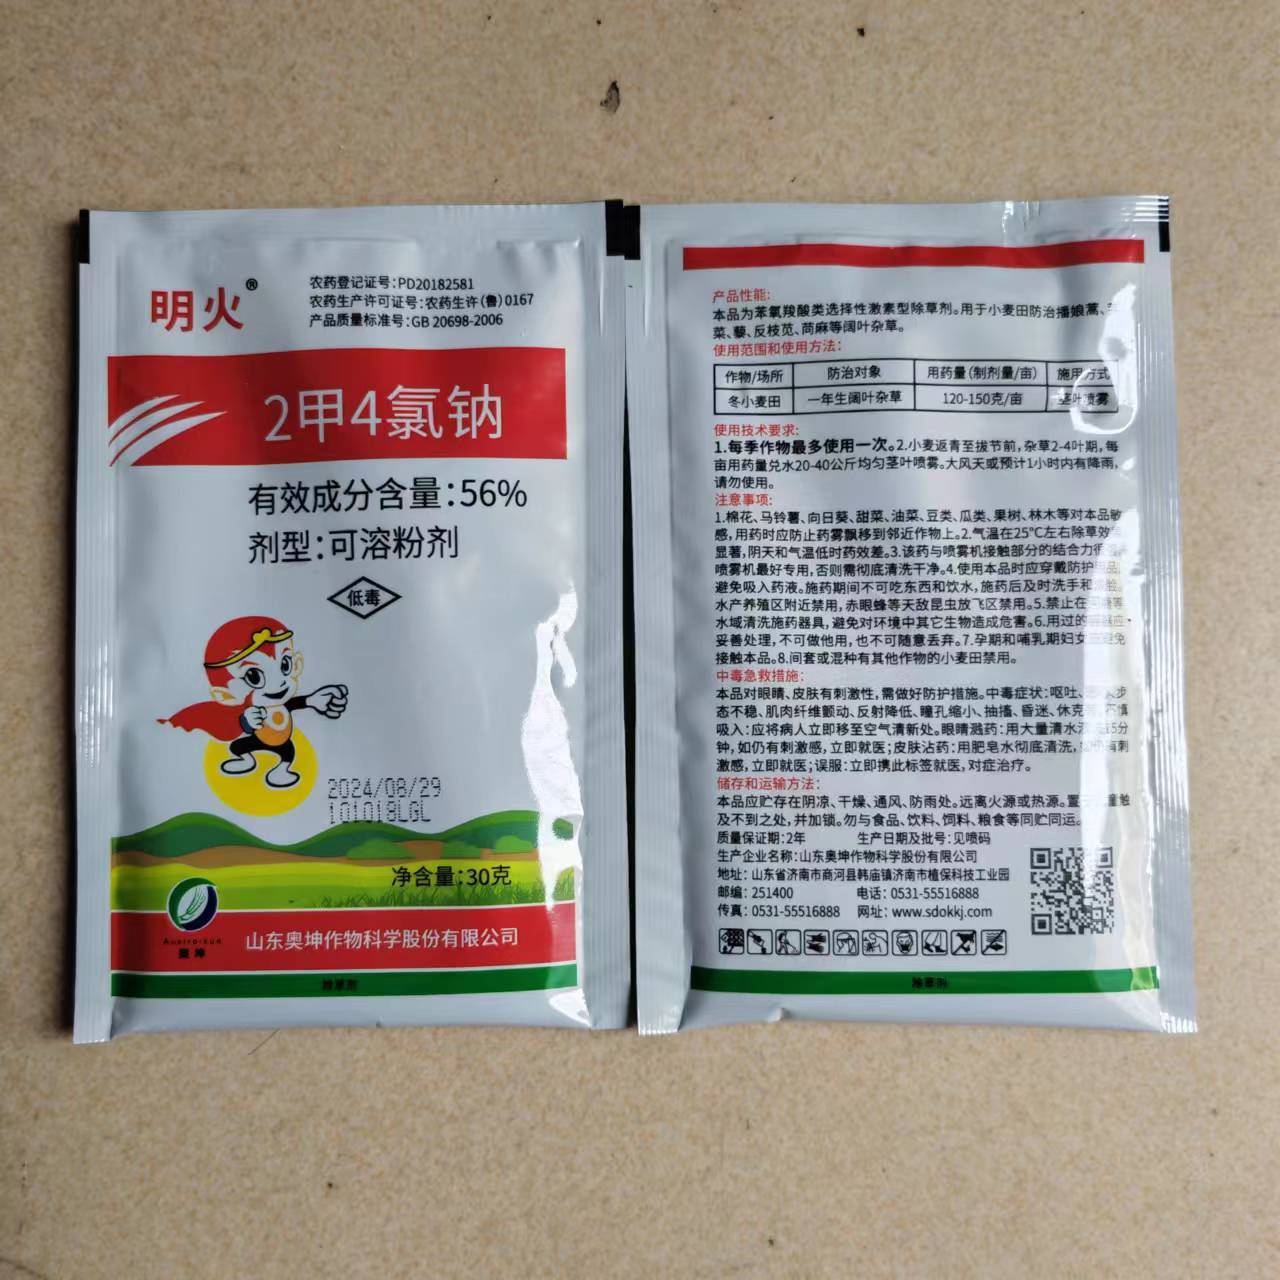 明火®
农药登记证号:PD20182581
农药生产许可证号:农药生许(鲁)0167
产品质量标准号:GB 20698-2006
2甲4氯钠
有效成分含量:56%
剂型:可溶粉剂
低毒
2024/08/29
101018LGL
净含量:30克
奥坤
山东奥坤作物科学股份有限公司
除草剂
产品性能:
本品为苯氧羧酸类选择性激素型除草剂。用于小麦田防治播娘蒿、
菜、藜、反枝苋、苘麻等阔叶杂草。
使用范围和使用方法:
作物/场所 防治对象 用药量(制剂量/亩) 施用方式
冬小麦田 一年生阔叶杂草 120-150克/亩 茎叶喷雾
使用技术要求:
1.每季作物最多使用一次。2.小麦返青至拔节前,杂草2-4叶期,每
亩用药量兑水20-40公斤均匀茎叶喷雾。大风天或预计1小时内有降雨,
请勿使用。
注意事项:
1.棉花、马铃薯、向日葵、甜菜、油菜、豆类、瓜类、果树、林木等对本品敏
感,用药时应防止药雾飘移到邻近作物上。2.气温在25℃左右除草效
显著,阴天和气温低时药效差。3.该药与喷雾机接触部分的结合力很
喷雾机最好专用,否则需彻底清洗干净。4.使用本品时应穿戴防护用品
避免吸入药液。施药期间不可吃东西和饮水,施药后及时洗手和洗脸。
水产养殖区附近禁用,赤眼蜂等天敌昆虫放飞区禁用。5.禁止在河塘等
水域清洗施药器具,避免对环境中其它生物造成危害。6.用过的容器应
妥善处理,不可做他用,也不可随意丢弃。7.孕期和哺乳期妇女应避免
接触本品。8.间套或混种有其他作物的小麦田禁用。
中毒急救措施:
本品对眼睛、皮肤有刺激性,需做好防护措施。中毒症状:呕吐、步
态不稳、肌肉纤维颤动、反射降低、瞳孔缩小、抽搐、昏迷、休克 不慎
吸入:应将病人立即移至空气清新处。眼睛溅药:用大量清水 15分
钟,如仍有刺激感,立即就医;皮肤沾药:用肥皂水彻底清洗, 有刺
激感,立即就医;误服:立即携此标签就医,对症治疗。
储存和运输方法:
本品应贮存在阴凉、干燥、通风、防雨处。远离火源或热源。置于儿童触
及不到之处,并加锁。勿与食品、饮料、饲料、粮食等同贮同运。
质量保证期:2年 生产日期及批号:见喷码
生产企业名称:山东奥坤作物科学股份有限公司
地址:山东省济南市商河县韩庙镇济南市植保科技工业园
邮编:251400 电话:0531-55516888
传真:0531-55516888 网址:www.sdokkj.com
除草剂